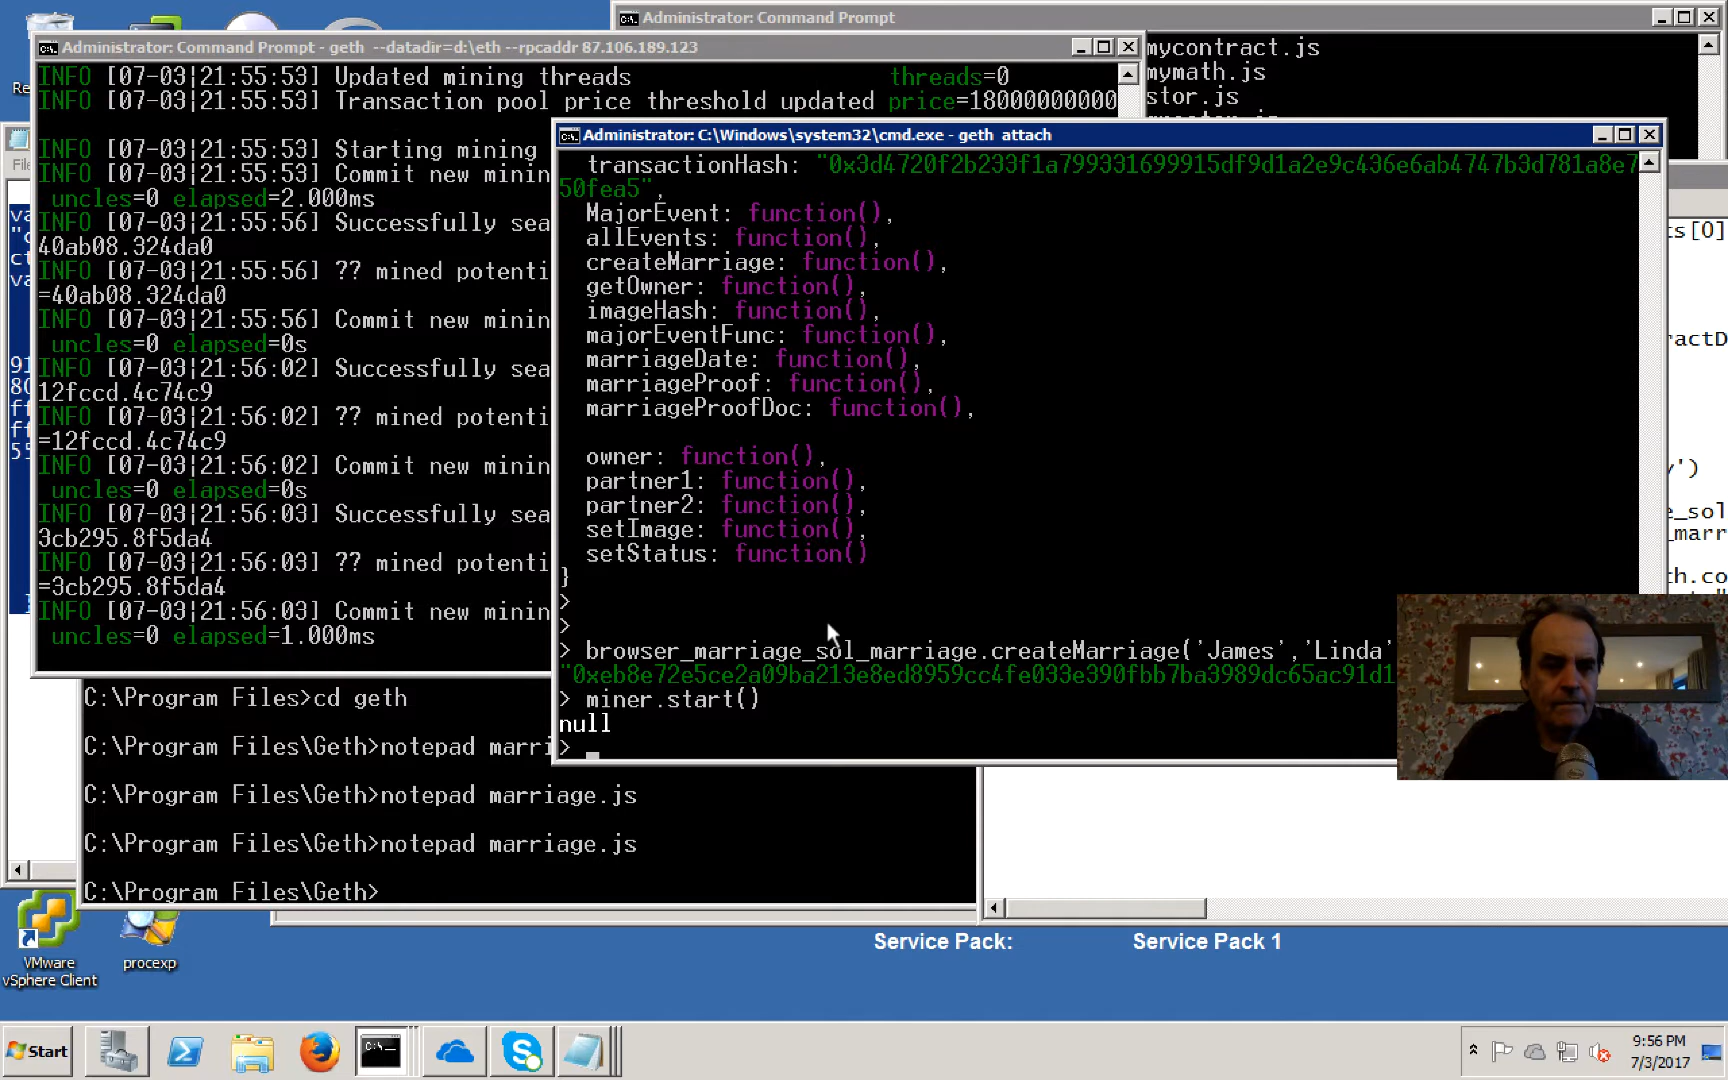 Administrator: Command Prompt
mycontract.js
mymath.js
stor.js
Administrator: Command Prompt - geth  --datadir=d:\eth --rpcaddr 87.106.189.123
INFO [07-03|21:55:53] Updated mining threads threads=0
INFO [07-03|21:55:53] Transaction pool price threshold updated price=18000000000
INFO [07-03|21:55:53] Starting mining
INFO [07-03|21:55:53] Commit new minin
uncles=0 elapsed=2.000ms
INFO [07-03|21:55:56] Successfully sea
40ab08.324da0
INFO [07-03|21:55:56] ?? mined potenti
=40ab08.324da0
INFO [07-03|21:55:56] Commit new minin
uncles=0 elapsed=0s
INFO [07-03|21:56:02] Successfully sea
12fccd.4c74c9
INFO [07-03|21:56:02] ?? mined potenti
=12fccd.4c74c9
INFO [07-03|21:56:02] Commit new minin
uncles=0 elapsed=0s
INFO [07-03|21:56:03] Successfully sea
3cb295.8f5da4
INFO [07-03|21:56:03] ?? mined potenti
=3cb295.8f5da4
INFO [07-03|21:56:03] Commit new minin
uncles=0 elapsed=1.000ms
Administrator: C:\Windows\system32\cmd.exe - geth  attach
transactionHash: "0x3d4720f2b233f1a799331699915df9d1a2e9c436e6ab4747b3d781a8e7
50fea5",
MajorEvent: function(),
allEvents: function(),
createMarriage: function(),
getOwner: function(),
imageHash: function(),
majorEventFunc: function(),
marriageDate: function(),
marriageProof: function(),
marriageProofDoc: function(),
owner: function(),
partner1: function(),
partner2: function(),
setImage: function(),
setStatus: function()
}
>
>
> browser_marriage_sol_marriage.createMarriage('James','Linda'
"0xeb8e72e5ce2a09ba213e8ed8959cc4fe033e390fbb7ba3989dc65ac91d1
> miner.start()
null
>
ts[0]
ractD
y')
e_sol
_marr
th.co
C:\Program Files>cd geth
C:\Program Files\Geth>notepad marri
C:\Program Files\Geth>notepad marriage.js
C:\Program Files\Geth>notepad marriage.js
C:\Program Files\Geth>
Service Pack: Service Pack 1
VMware
vSphere Client
procexp
Start
9:56 PM
7/3/2017